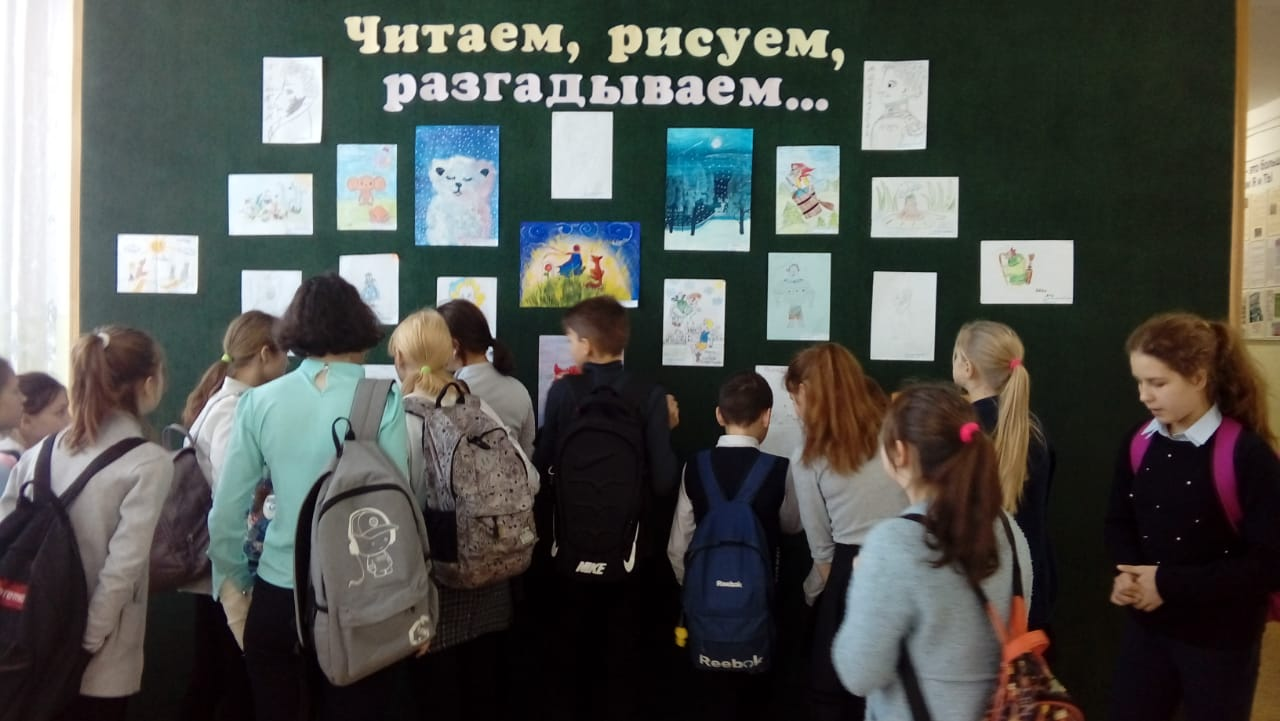 Читаем, рисуем,
разгадываем...
NIKE
Reebok
Reebok